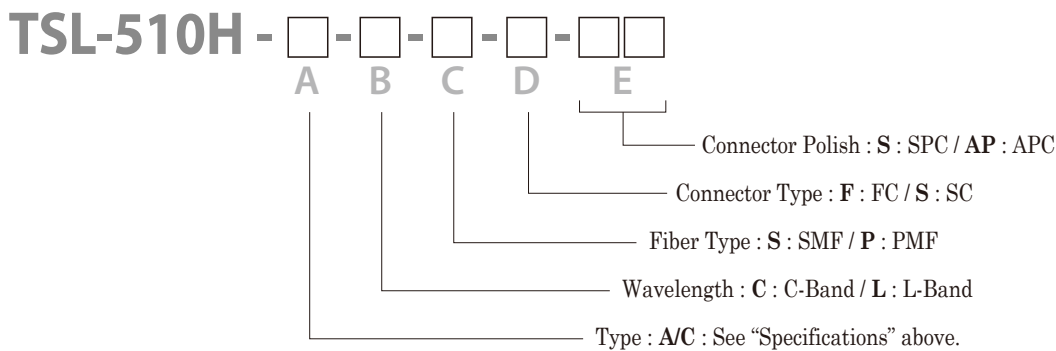 TSL-510H - □ - □ - □ - □ - □□
A B C D E
Connector Polish : S : SPC / AP : APC
Connector Type : F : FC / S : SC
Fiber Type : S : SMF / P : PMF
Wavelength : C : C-Band / L : L-Band
Type : A/C : See “Specifications” above.